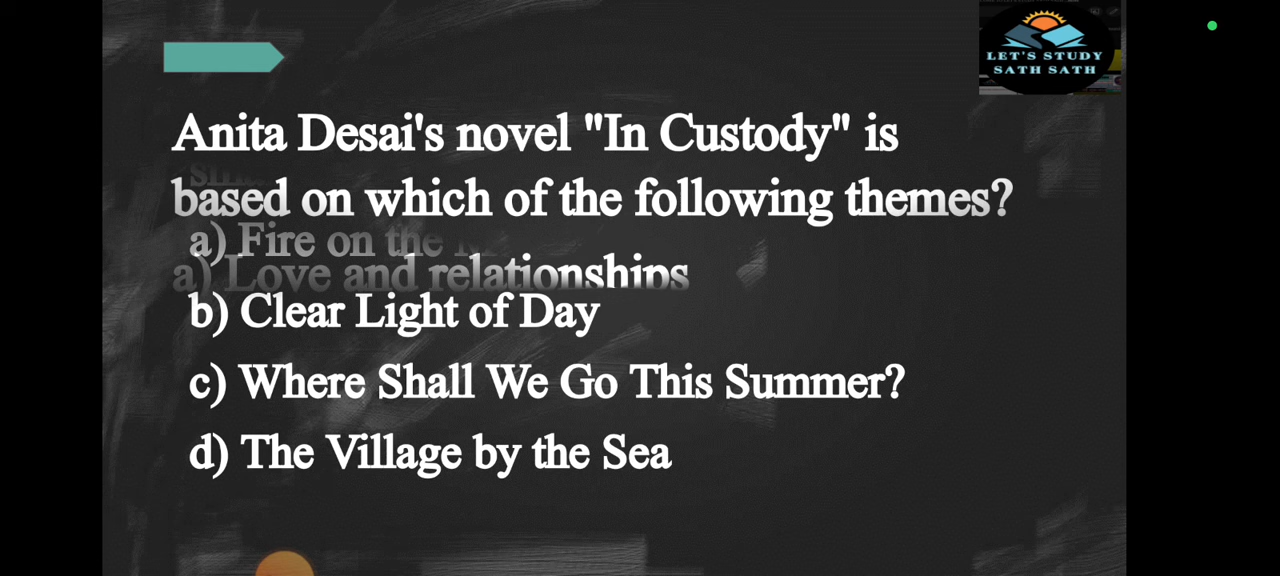 LET'S STUDY
SATH SATH
Anita Desai's novel "In Custody" is
based on which of the following themes?
a) Fire on the
a) Love and relationships
b) Clear Light of Day
c) Where Shall We Go This Summer?
d) The Village by the Sea